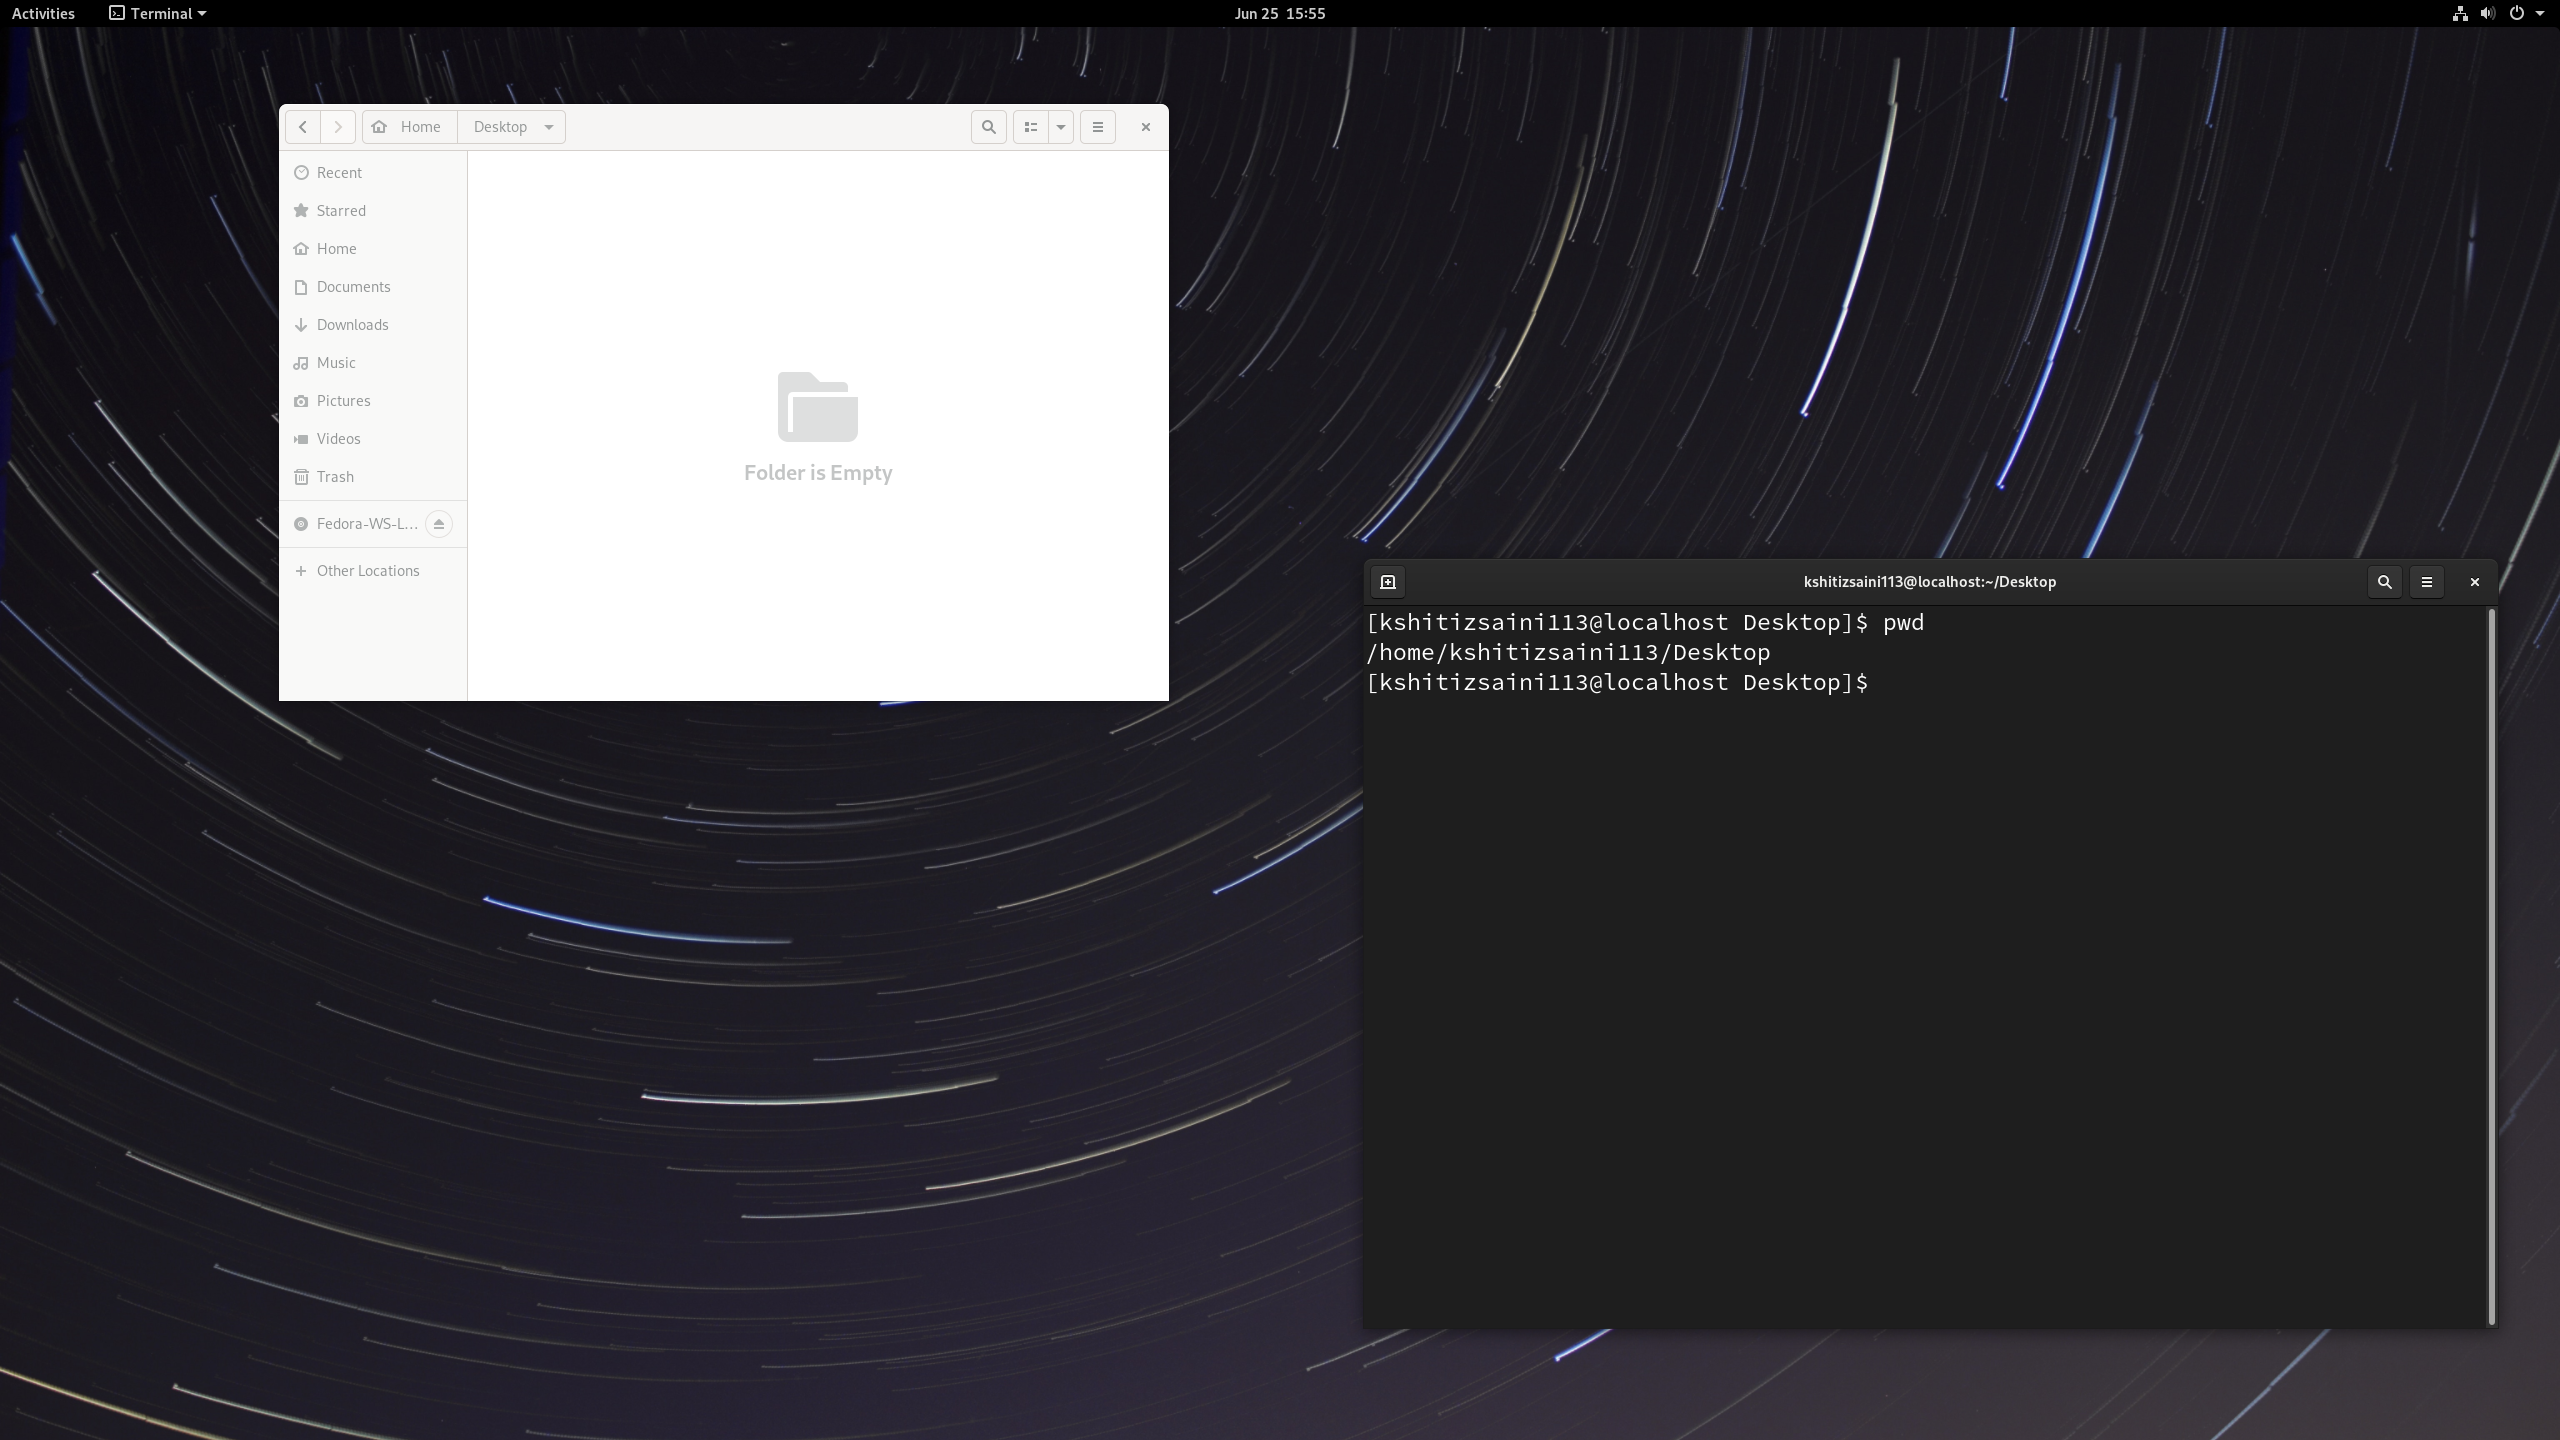 Activities Terminal Jun 25 15:55
Home Desktop
Recent
Starred
Home
Documents
Downloads
Music
Pictures
Videos
Trash
Fedora-WS-L...
Other Locations
Folder is Empty
kshitizsaini113@localhost:~/Desktop
[kshitizsaini113@localhost Desktop]$ pwd
/home/kshitizsaini113/Desktop
[kshitizsaini113@localhost Desktop]$